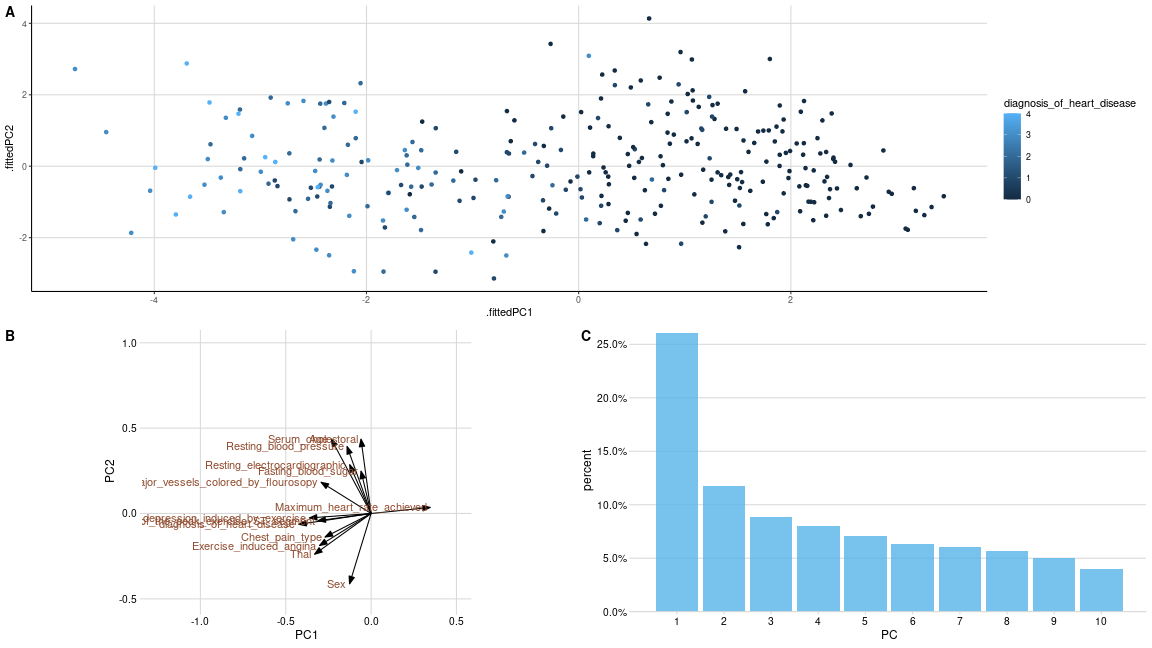 A
4
2
0
-2
.fittedPC2
-4
-2
0
2
.fittedPC1
diagnosis_of_heart_disease
4
3
2
1
0
B
1.0
0.5
0.0
-0.5
PC2
Resting_blood_pressure
Resting_electrocardiographic
Fasting_blood_sugar
ajor_vessels_colored_by_flourosopy
Maximum_heart_rate_achieved
depression_induced_by_exercise
diagnosis_of_heart_disease
Chest_pain_type
Exercise_induced_angina
Thal
Sex
-1.0
-0.5
0.0
0.5
PC1
C
25.0%
20.0%
15.0%
10.0%
5.0%
0.0%
percent
1
2
3
4
5
6
7
8
9
10
PC